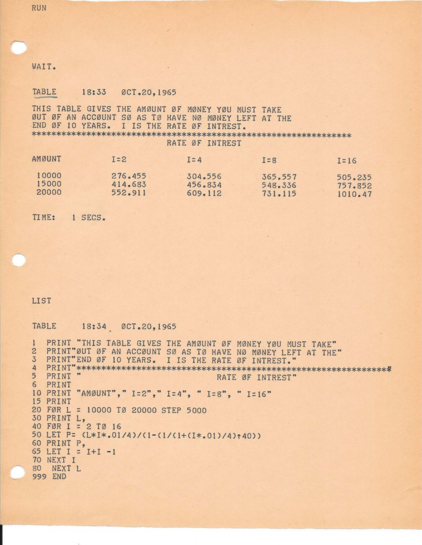 RUN
WAIT.
TABLE 18:33 ØCT.20,1965
THIS TABLE GIVES THE AMØUNT ØF MØNEY YØU MUST TAKE
ØUT ØF AN ACCØUNT SØ AS TØ HAVE NØ MØNEY LEFT AT THE
END ØF 10 YEARS. I IS THE RATE ØF INTREST.
****************************************************************
RATE ØF INTREST
AMØUNT I=2 I=4 I=8 I=16
10000 276.455 304.556 365.557 505.235
15000 414.683 456.834 548.336 757.852
20000 552.911 609.112 731.115 1010.47
TIME: 1 SECS.
LIST
TABLE 18:34 ØCT.20,1965
1 PRINT "THIS TABLE GIVES THE AMØUNT ØF MØNEY YØU MUST TAKE"
2 PRINT"ØUT ØF AN ACCØUNT SØ AS TØ HAVE NØ MØNEY LEFT AT THE"
3 PRINT"END ØF 10 YEARS. I IS THE RATE ØF INTREST."
4 PRINT"****************************************************************"
5 PRINT " RATE ØF INTREST"
6 PRINT
10 PRINT "AMØUNT"," I=2"," I=4", " I=8", " I=16"
15 PRINT
20 FØR L = 10000 TØ 20000 STEP 5000
30 PRINT L,
40 FØR I = 2 TØ 16
50 LET P= (L*I*.01/4)/(1-(1/(1+(I*.01)/4)↑40))
60 PRINT P,
65 LET I = I+I -1
70 NEXT I
80 NEXT L
999 END